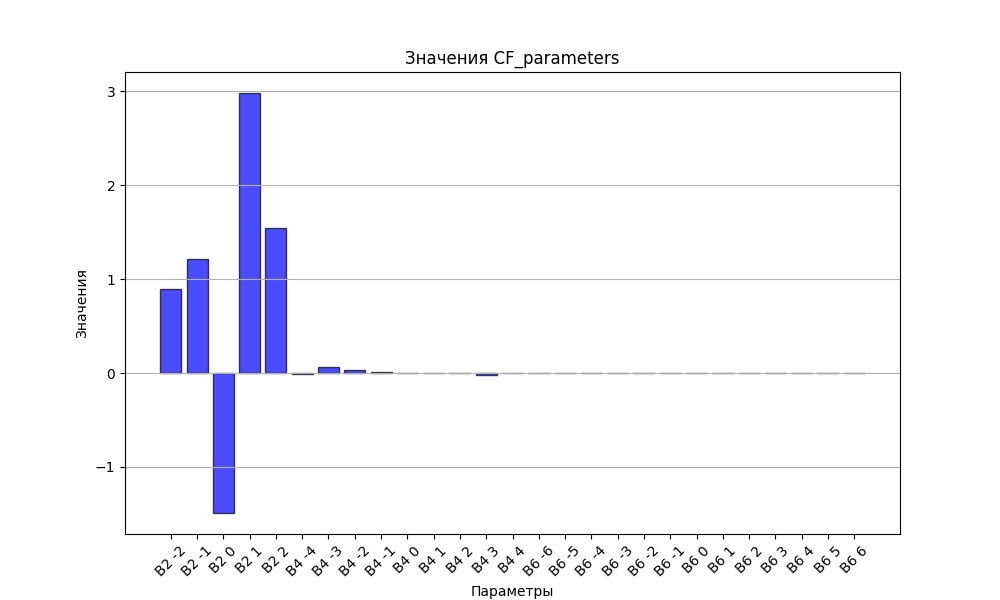 Значения CF_parameters
3
2
1
0
−1
Значения
B2 -2
B2 -1
B2 0
B2 1
B2 2
B4 -4
B4 -3
B4 -2
B4 -1
B4 0
B4 1
B4 2
B4 3
B4 4
B6 -6
B6 -5
B6 -4
B6 -3
B6 -2
B6 -1
B6 0
B6 1
B6 2
B6 3
B6 4
B6 5
B6 6
Параметры